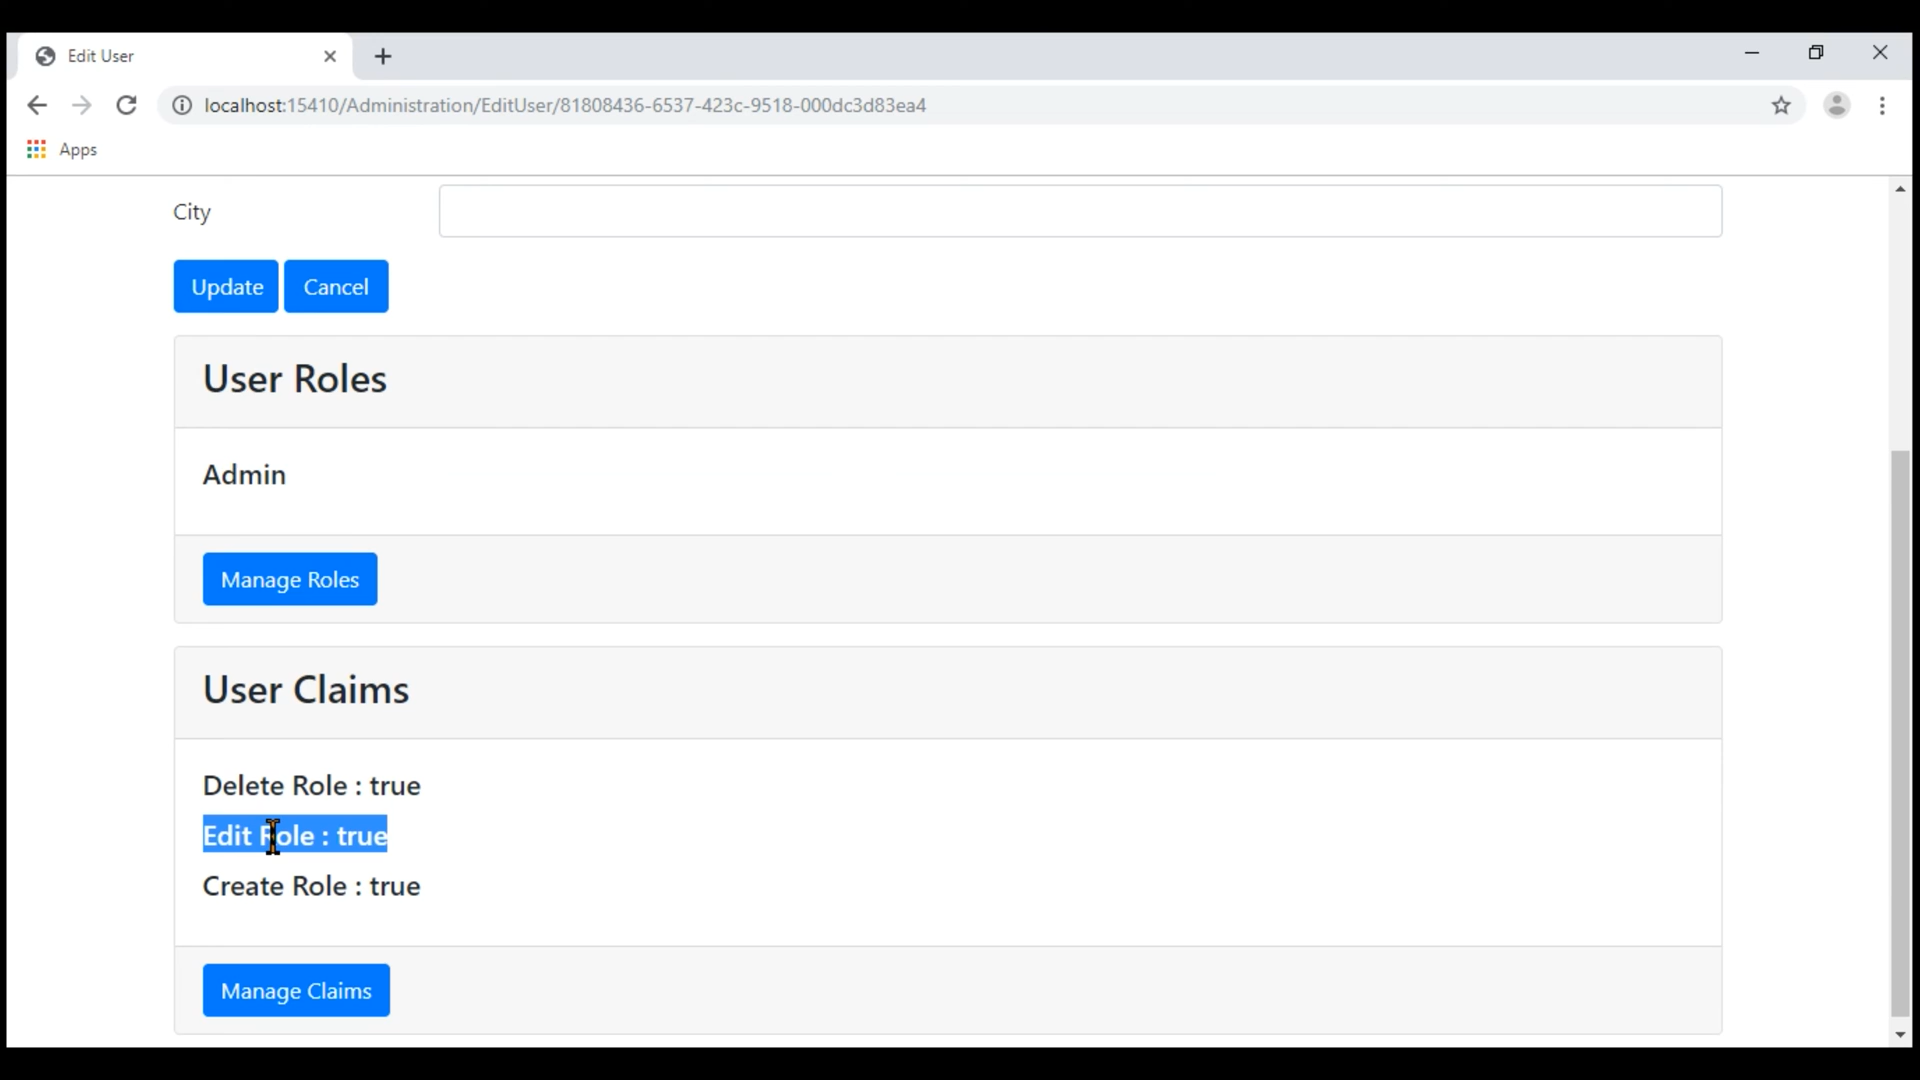 Edit User
localhost:15410/Administration/EditUser/81808436-6537-423c-9518-000dc3d83ea4
Apps
City
Update Cancel
User Roles
Admin
Manage Roles
User Claims
Delete Role : true
Edit Role : true
Create Role : true
Manage Claims